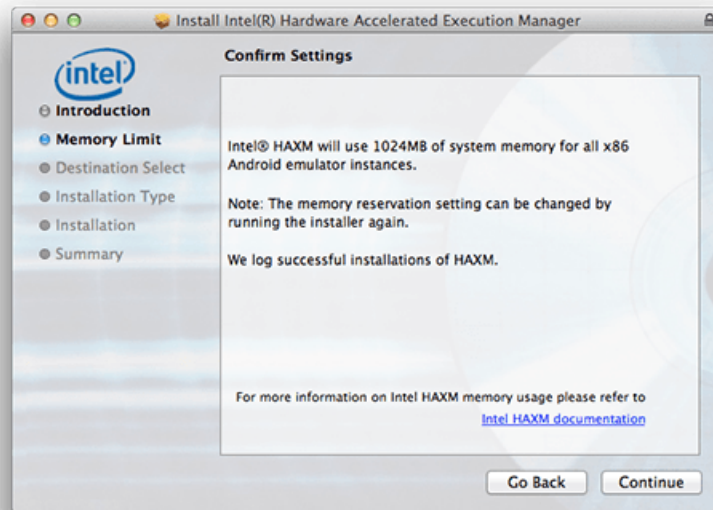 Install Intel(R) Hardware Accelerated Execution Manager
intel
Introduction
Memory Limit
Destination Select
Installation Type
Installation
Summary
Confirm Settings
Intel® HAXM will use 1024MB of system memory for all x86
Android emulator instances.
Note: The memory reservation setting can be changed by
running the installer again.
We log successful installations of HAXM.
For more information on Intel HAXM memory usage please refer to
Intel HAXM documentation
Go Back
Continue